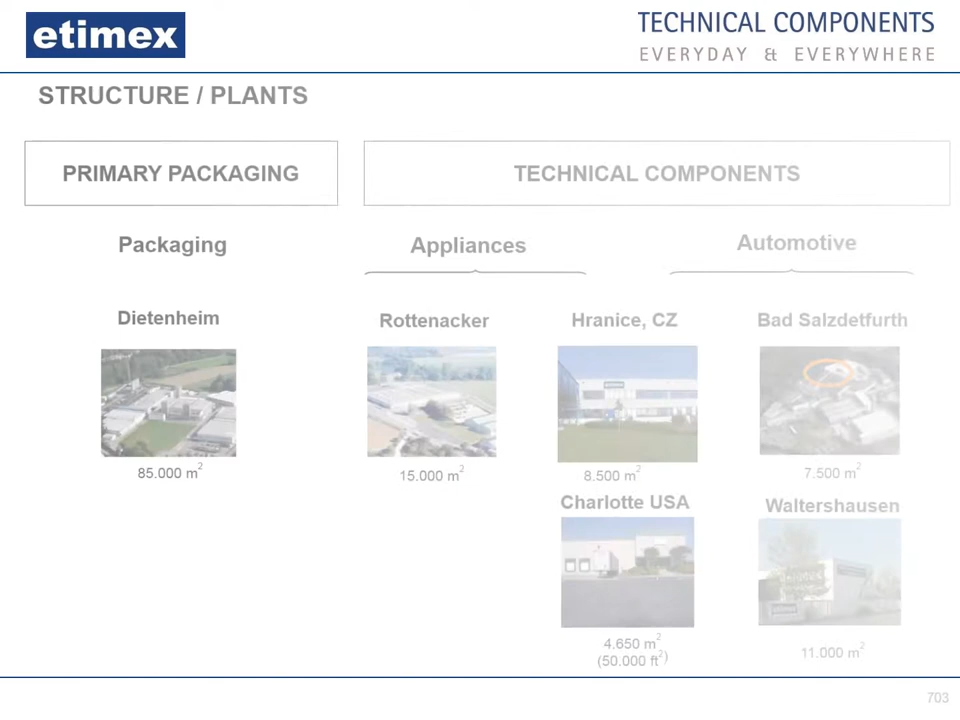 etimex
TECHNICAL COMPONENTS
EVERYDAY & EVERYWHERE
STRUCTURE / PLANTS
PRIMARY PACKAGING
TECHNICAL COMPONENTS
Packaging
Appliances
Automotive
Dietenheim
Rottenacker
Hranice, CZ
Bad Salzdetfurth
85.000 m²
15.000 m²
8.500 m²
7.500 m²
Charlotte USA
Waltershausen
etimex
4.650 m²
(50.000 ft²)
11.000 m²
703